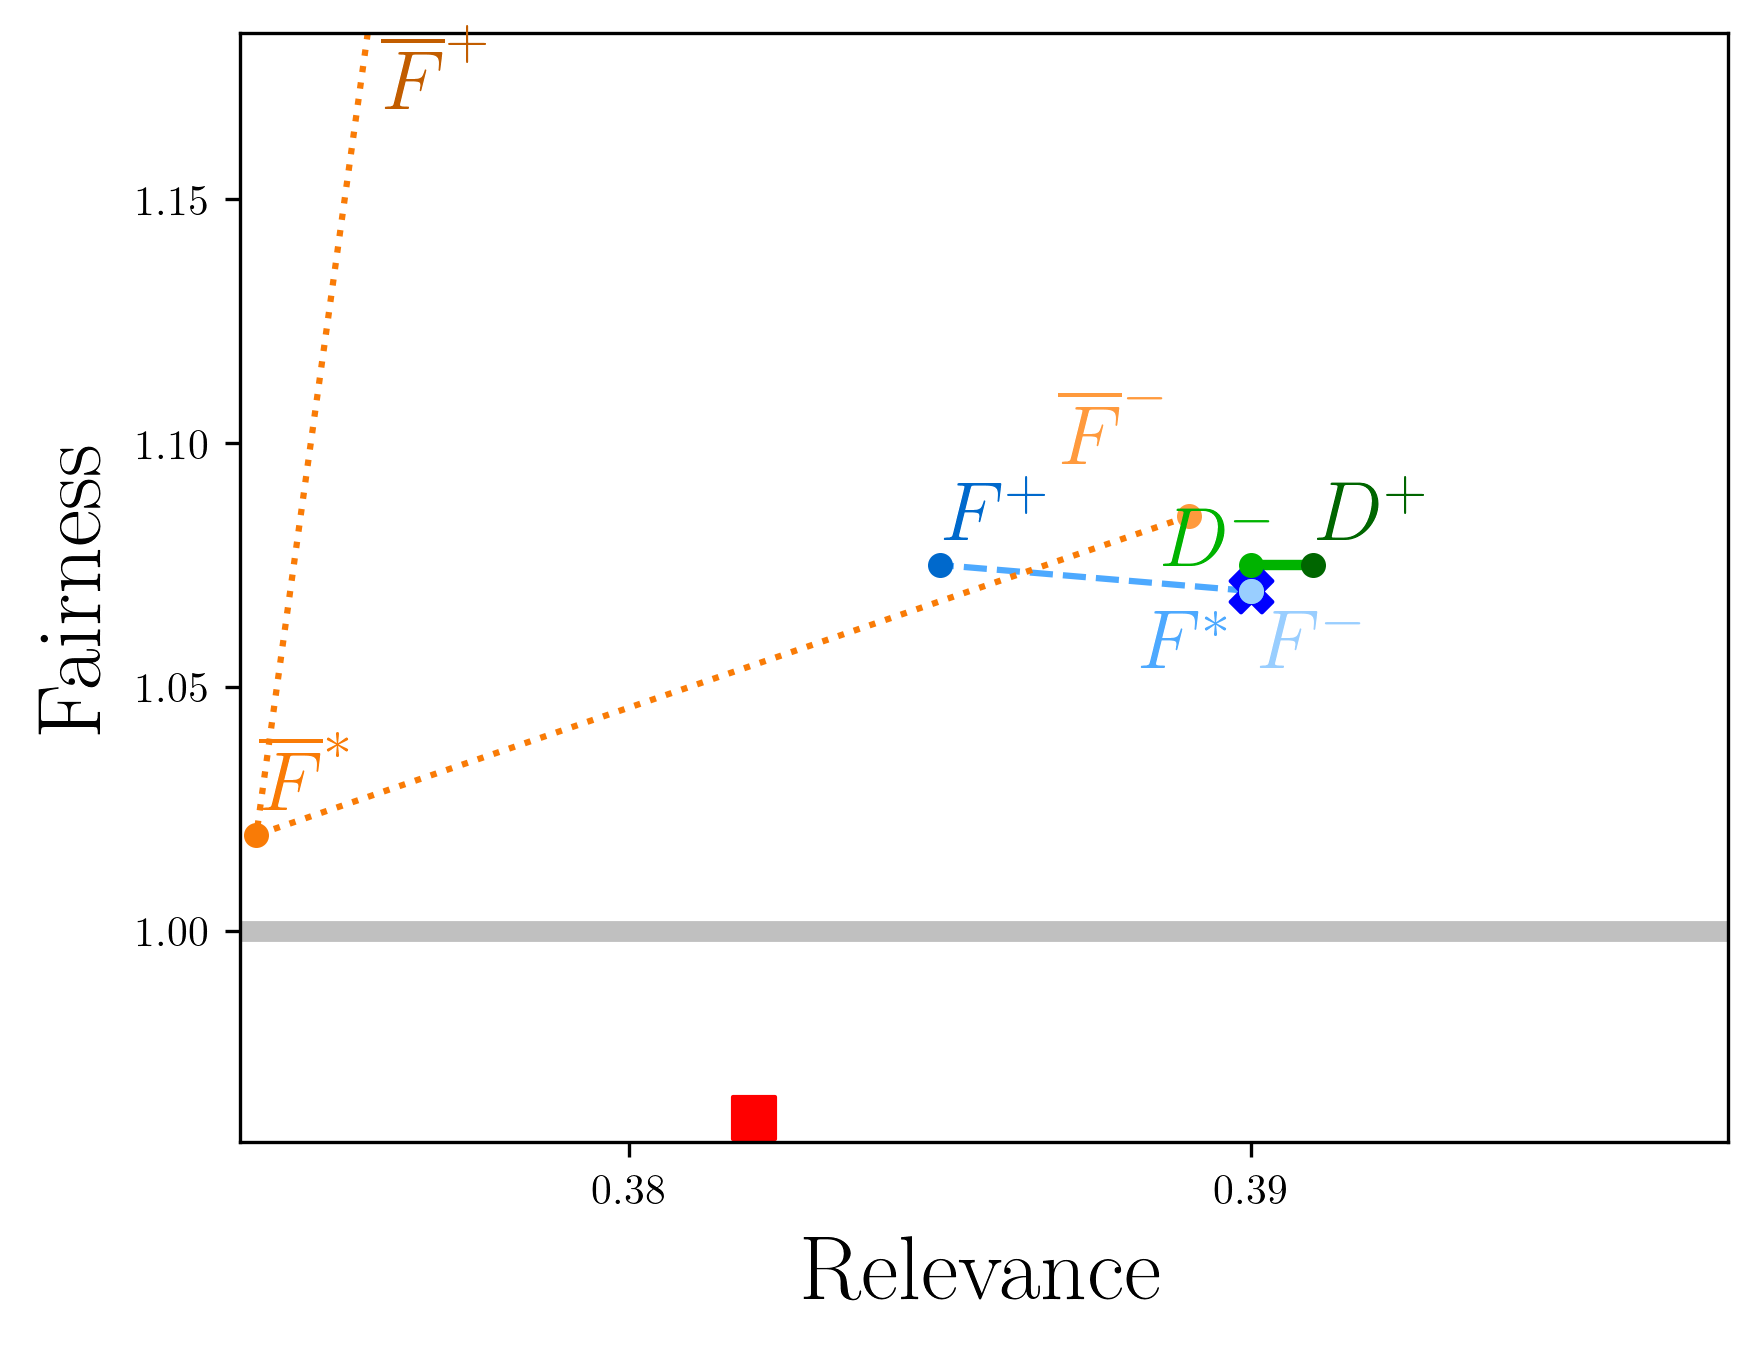 F̅⁺
1.15
F̅⁻
1.10
F⁺
D⁻
D⁺
Fairness
F*
F⁻
1.05
F̅*
1.00
0.38
0.39
Relevance